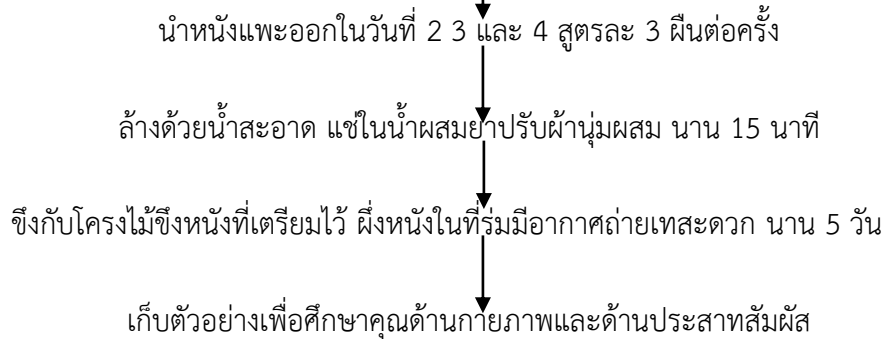 นำหนังแพะออกในวันที่ 2 3 และ 4 สูตรละ 3 ผืนต่อครั้ง
ล้างด้วยน้ำสะอาด แช่ในน้ำผสมยาปรับผ้านุ่มผสม นาน 15 นาที
ขึงกับโครงไม้ขึงหนังที่เตรียมไว้ ผึ่งหนังในที่ร่มมีอากาศถ่ายเทสะดวก นาน 5 วัน
เก็บตัวอย่างเพื่อศึกษาคุณด้านกายภาพและด้านประสาทสัมผัส